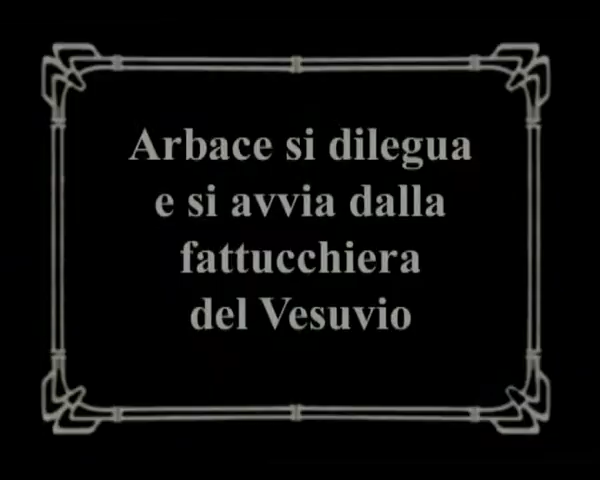 Arbace si dilegua
e si avvia dalla
fattucchiera
del Vesuvio